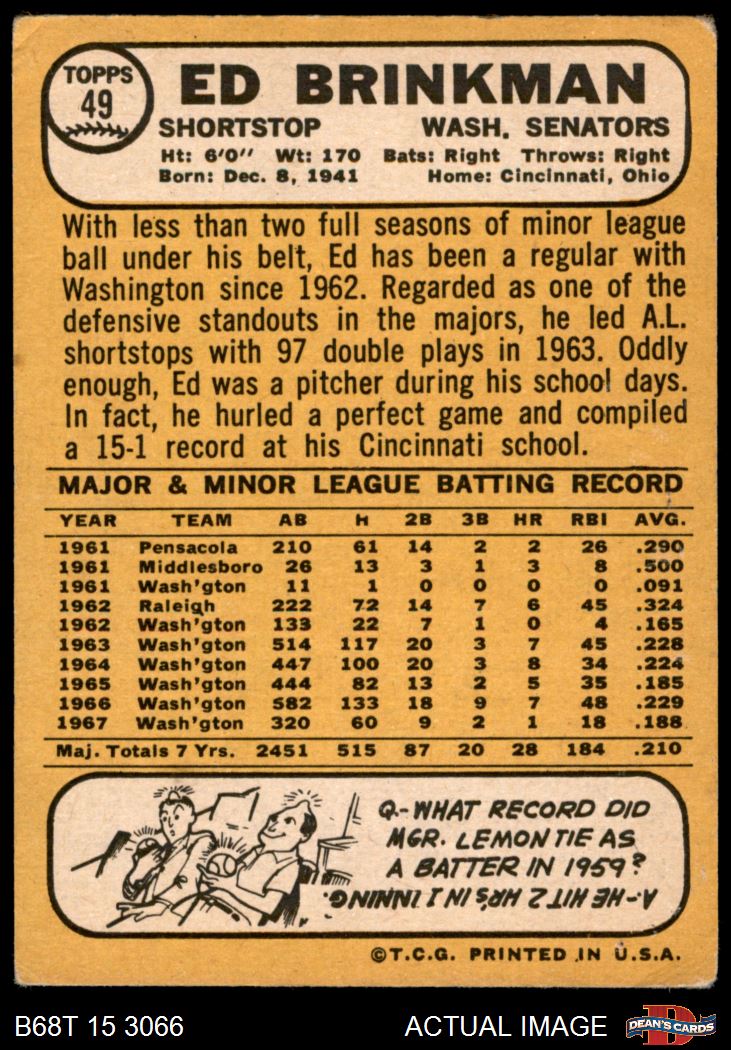 TOPPS
49
ED BRINKMAN
SHORTSTOP WASH. SENATORS
Ht: 6'0" Wt: 170 Bats: Right Throws: Right
Born: Dec. 8, 1941 Home: Cincinnati, Ohio
With less than two full seasons of minor league
ball under his belt, Ed has been a regular with
Washington since 1962. Regarded as one of the
defensive standouts in the majors, he led A.L.
shortstops with 97 double plays in 1963. Oddly
enough, Ed was a pitcher during his school days.
In fact, he hurled a perfect game and compiled
a 15-1 record at his Cincinnati school.
MAJOR & MINOR LEAGUE BATTING RECORD
YEAR TEAM AB H 2B 3B HR RBI AVG.
1961 Pensacola 210 61 14 2 2 26 .290
1961 Middlesboro 26 13 3 1 3 8 .500
1961 Wash'gton 11 1 0 0 0 0 .091
1962 Raleigh 222 72 14 7 6 45 .324
1962 Wash'gton 133 22 7 1 0 4 .165
1963 Wash'gton 514 117 20 3 7 45 .228
1964 Wash'gton 447 100 20 3 8 34 .224
1965 Wash'gton 444 82 13 2 5 35 .185
1966 Wash'gton 582 133 18 9 7 48 .229
1967 Wash'gton 320 60 9 2 1 18 .188
Maj. Totals 7 Yrs. 2451 515 87 20 28 184 .210
Q-WHAT RECORD DID
MGR. LEMON TIE AS
A BATTER IN 1959?
A-HE HIT 2 HRS IN 1 INNING.
©T.C.G. PRINTED IN U.S.A.
B68T 15 3066 ACTUAL IMAGE
D
DEAN'S CARDS